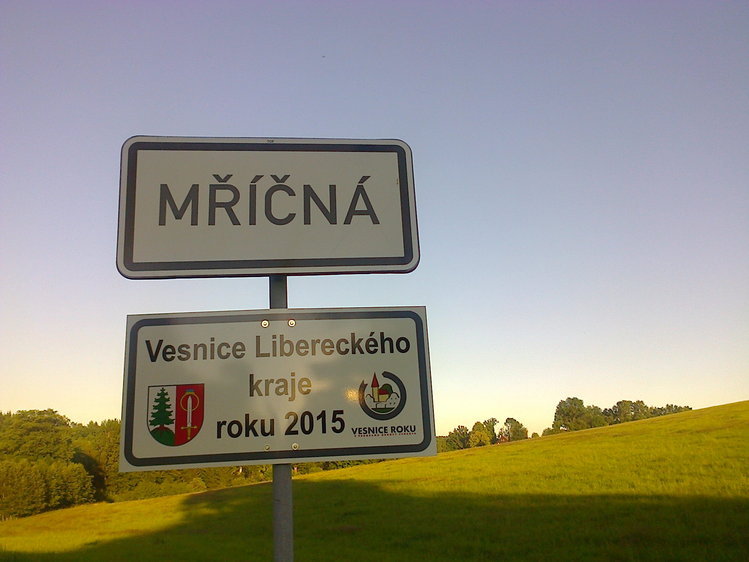 MŘÍČNÁ
Vesnice Libereckého
kraje
roku 2015
VESNICE ROKU